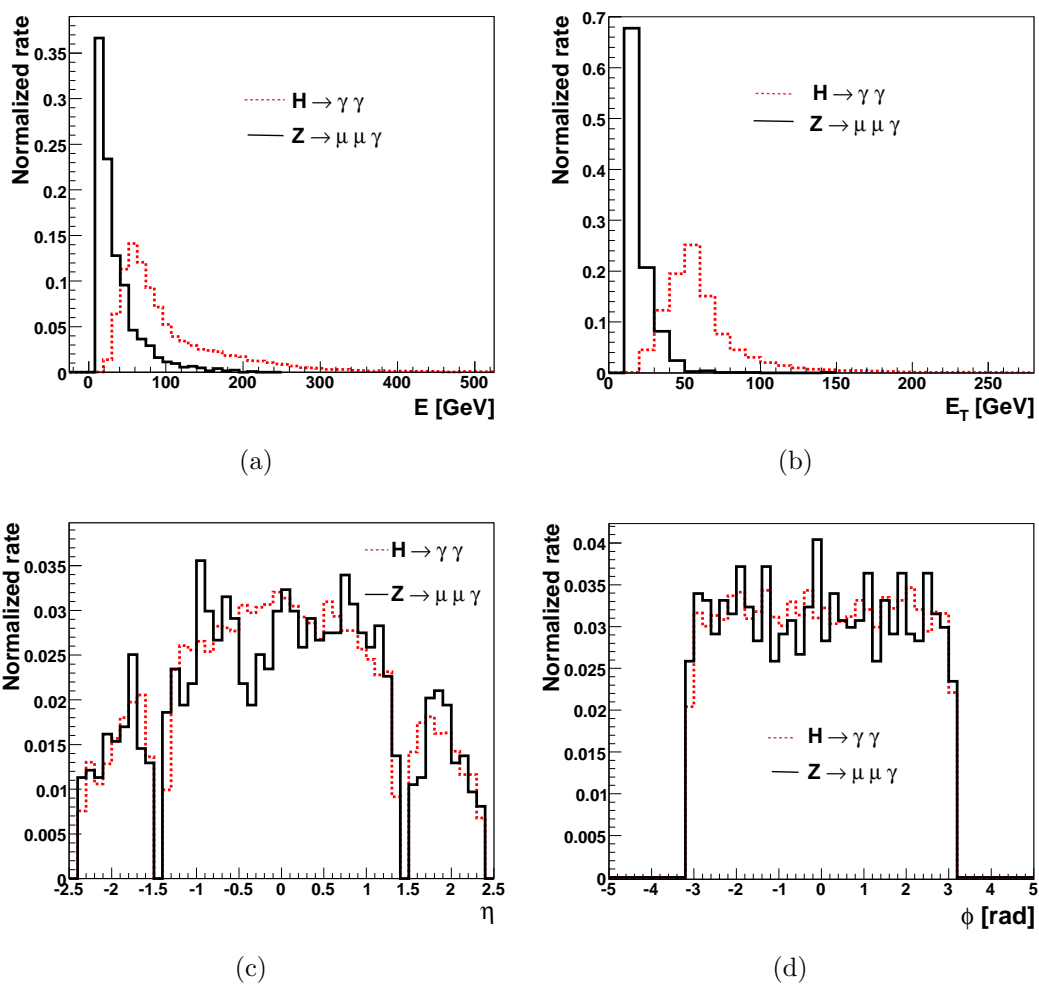 Normalized rate
0.35
0.3
0.25
0.2
0.15
0.1
0.05
0
H → γ γ
Z → μ μ γ
0 100 200 300 400 500
E [GeV]
(a)
Normalized rate
0.7
0.6
0.5
0.4
0.3
0.2
0.1
0
H → γ γ
Z → μ μ γ
0 50 100 150 200 250
E_T [GeV]
(b)
Normalized rate
0.035
0.03
0.025
0.02
0.015
0.01
0.005
0
H → γ γ
Z → μ μ γ
-2.5 -2 -1.5 -1 -0.5 0 0.5 1 1.5 2 2.5
η
(c)
Normalized rate
0.04
0.035
0.03
0.025
0.02
0.015
0.01
0.005
0
H → γ γ
Z → μ μ γ
-5 -4 -3 -2 -1 0 1 2 3 4 5
ϕ [rad]
(d)